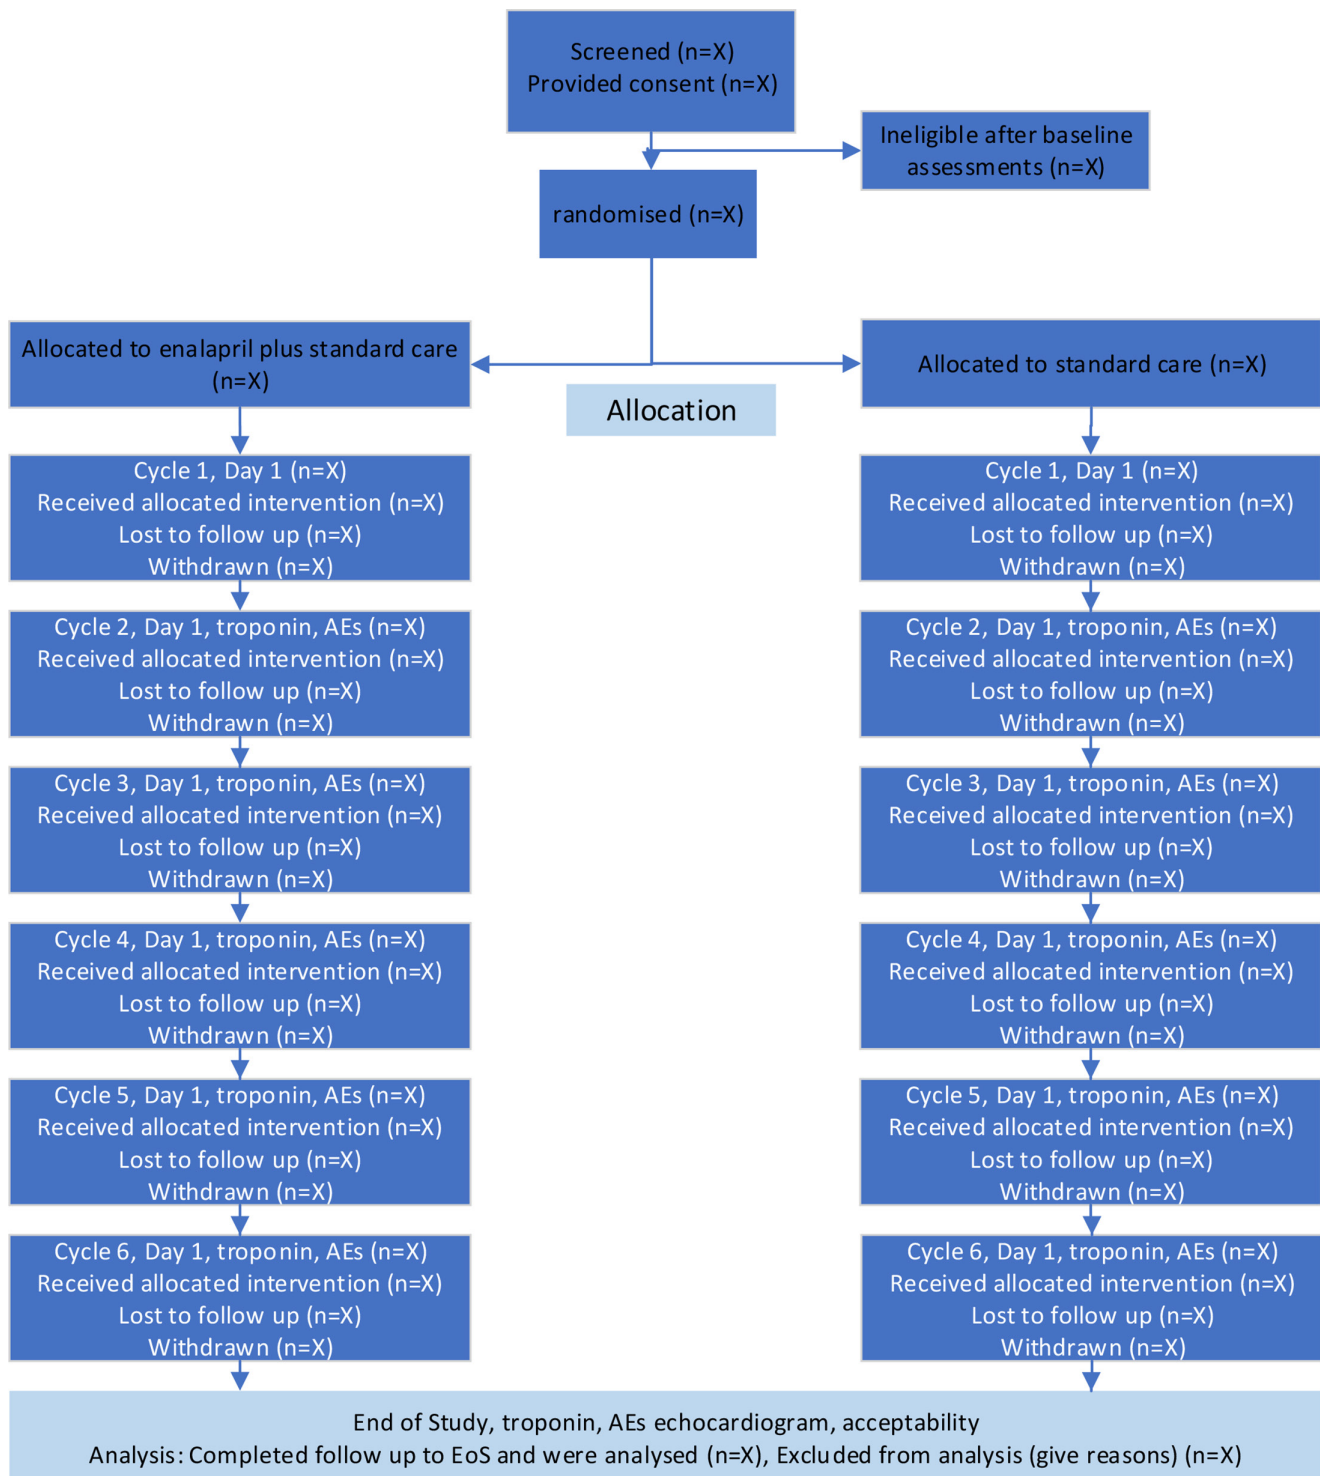 Screened (n=X)
Provided consent (n=X)
Ineligible after baseline
assessments (n=X)
randomised (n=X)
Allocated to enalapril plus standard care
(n=X)
Allocated to standard care (n=X)
Allocation
Cycle 1, Day 1 (n=X)
Received allocated intervention (n=X)
Lost to follow up (n=X)
Withdrawn (n=X)
Cycle 2, Day 1, troponin, AEs (n=X)
Received allocated intervention (n=X)
Lost to follow up (n=X)
Withdrawn (n=X)
Cycle 3, Day 1, troponin, AEs (n=X)
Received allocated intervention (n=X)
Lost to follow up (n=X)
Withdrawn (n=X)
Cycle 4, Day 1, troponin, AEs (n=X)
Received allocated intervention (n=X)
Lost to follow up (n=X)
Withdrawn (n=X)
Cycle 5, Day 1, troponin, AEs (n=X)
Received allocated intervention (n=X)
Lost to follow up (n=X)
Withdrawn (n=X)
Cycle 6, Day 1, troponin, AEs (n=X)
Received allocated intervention (n=X)
Lost to follow up (n=X)
Withdrawn (n=X)
Cycle 1, Day 1 (n=X)
Received allocated intervention (n=X)
Lost to follow up (n=X)
Withdrawn (n=X)
Cycle 2, Day 1, troponin, AEs (n=X)
Received allocated intervention (n=X)
Lost to follow up (n=X)
Withdrawn (n=X)
Cycle 3, Day 1, troponin, AEs (n=X)
Received allocated intervention (n=X)
Lost to follow up (n=X)
Withdrawn (n=X)
Cycle 4, Day 1, troponin, AEs (n=X)
Received allocated intervention (n=X)
Lost to follow up (n=X)
Withdrawn (n=X)
Cycle 5, Day 1, troponin, AEs (n=X)
Received allocated intervention (n=X)
Lost to follow up (n=X)
Withdrawn (n=X)
Cycle 6, Day 1, troponin, AEs (n=X)
Received allocated intervention (n=X)
Lost to follow up (n=X)
Withdrawn (n=X)
End of Study, troponin, AEs echocardiogram, acceptability
Analysis: Completed follow up to EoS and were analysed (n=X), Excluded from analysis (give reasons) (n=X)